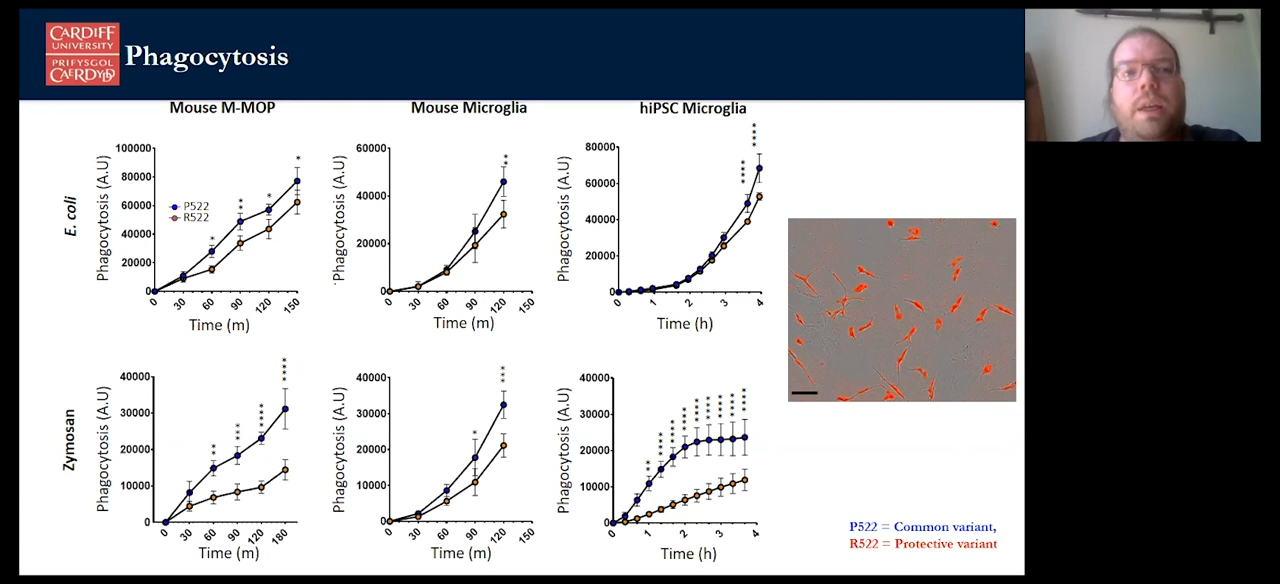 CARDIFF
UNIVERSITY
PRIFYSGOL
CAERDYDD
Phagocytosis
Mouse M-MOP
Mouse Microglia
hiPSC Microglia
E. coli
Phagocytosis (A.U)
100000
80000
60000
40000
20000
0
P522
R522
*
**
*
*
0 30 60 90 120 150
Time (m)
Phagocytosis (A.U)
60000
40000
20000
0
**
0 30 60 90 120 150
Time (m)
Phagocytosis (A.U)
80000
60000
40000
20000
0
****
****
0 1 2 3 4
Time (h)
Zymosan
Phagocytosis (A.U)
40000
30000
20000
10000
0
**
****
****
****
0 30 60 90 120 180
Time (m)
Phagocytosis (A.U)
40000
30000
20000
10000
0
*
***
0 30 60 90 120 150
Time (m)
Phagocytosis (A.U)
40000
30000
20000
10000
0
**
****
****
****
****
****
****
****
****
0 1 2 3 4
Time (h)
P522 = Common variant,
R522 = Protective variant